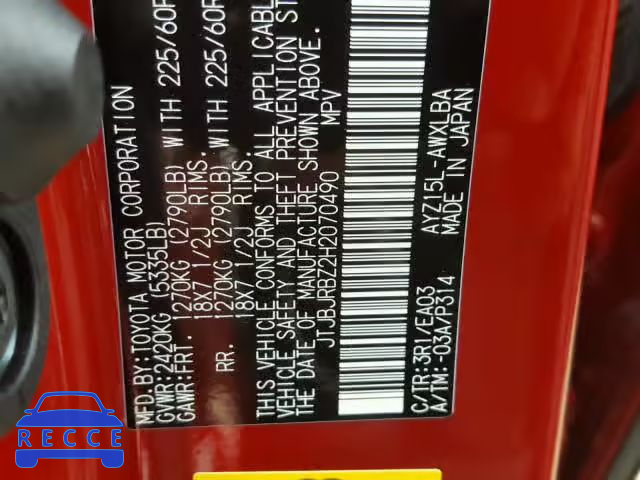 MFD.BY:TOYOTA MOTOR CORPORATION
GVWR:2420KG (5335LB)
GAWR:FRT. 1270KG (2790LB) WITH 225/60R
18X7 1/2J RIMS.
RR. 1270KG (2790LB) WITH 225/60R
18X7 1/2J RIMS.
THIS VEHICLE CONFORMS TO ALL APPLICABL
VEHICLE SAFETY AND THEFT PREVENTION ST
DATE OF MANUFACTURE SHOWN ABOVE.
JTJBJRBZ2H2070490 MPV
C/TR:3R1/EA03 AYZ15L-AWXLBA
A/TM:-03A/P314 MADE IN JAPAN
RECCE